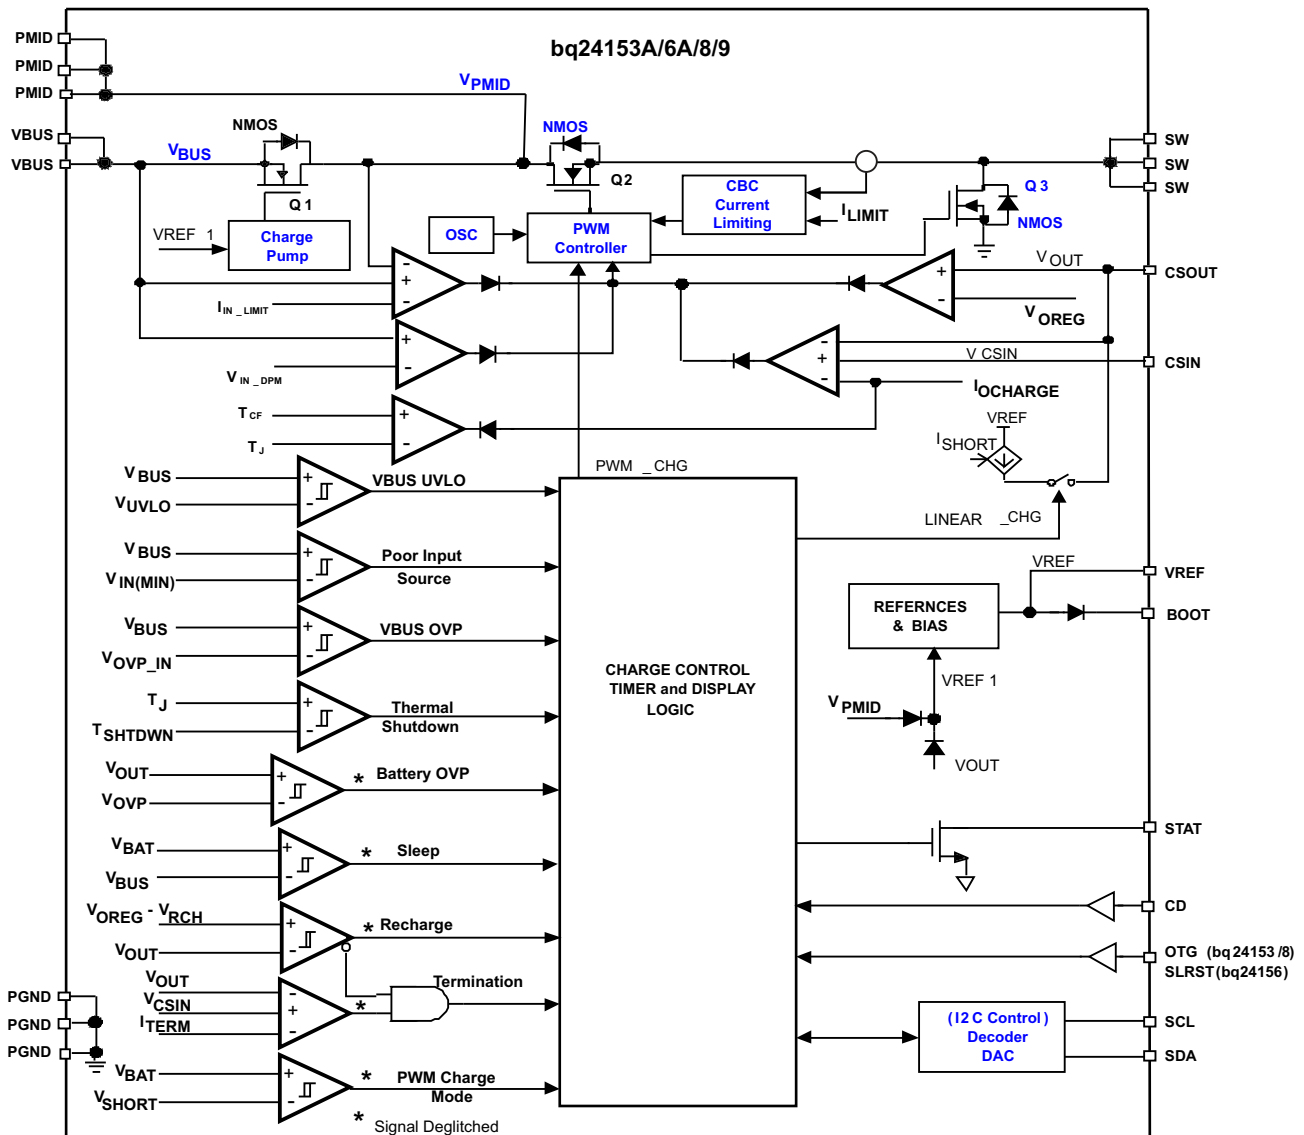 bq24153A/6A/8/9
PMID
PMID
PMID
VPMID
VBUS
VBUS
VBUS
NMOS
Q1
NMOS
Q2
SW
SW
SW
CBC
Current
Limiting
ILIMIT
Q3
NMOS
VREF 1
Charge
Pump
OSC
PWM
Controller
VOUT
CSOUT
IIN_LIMIT
VOREG
VIN_DPM
V CSIN
CSIN
IOCHARGE
TCF
TJ
VREF
ISHORT
PWM _CHG
LINEAR _CHG
VBUS
VUVLO
VBUS UVLO
VBUS
VIN(MIN)
Poor Input
Source
VREF
VREF
BOOT
REFERNCES
& BIAS
VREF 1
VPMID
VOUT
VBUS
VOVP_IN
VBUS OVP
CHARGE CONTROL
TIMER and DISPLAY
LOGIC
TJ
TSHTDWN
Thermal
Shutdown
VOUT
VOVP
* Battery OVP
VBAT
VBUS
* Sleep
STAT
VOREG - VRCH
VOUT
* Recharge
CD
OTG (bq24153/8)
SLRST(bq24156)
VOUT
VCSIN
ITERM
*
Termination
PGND
PGND
PGND
(I2C Control)
Decoder
DAC
SCL
SDA
VBAT
VSHORT
* PWM Charge
Mode
* Signal Deglitched